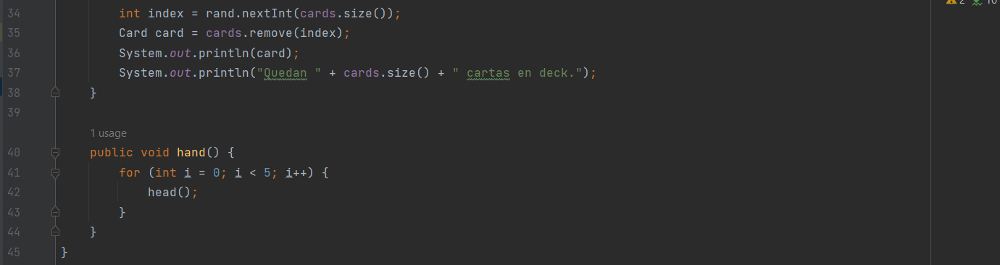 34 int index = rand.nextInt(cards.size());
35 Card card = cards.remove(index);
36 System.out.println(card);
37 System.out.println("Quedan " + cards.size() + " cartas en deck.");
38 }
39
1 usage
40 public void hand() {
41 for (int i = 0; i < 5; i++) {
42 head();
43 }
44 }
45 }
2 10